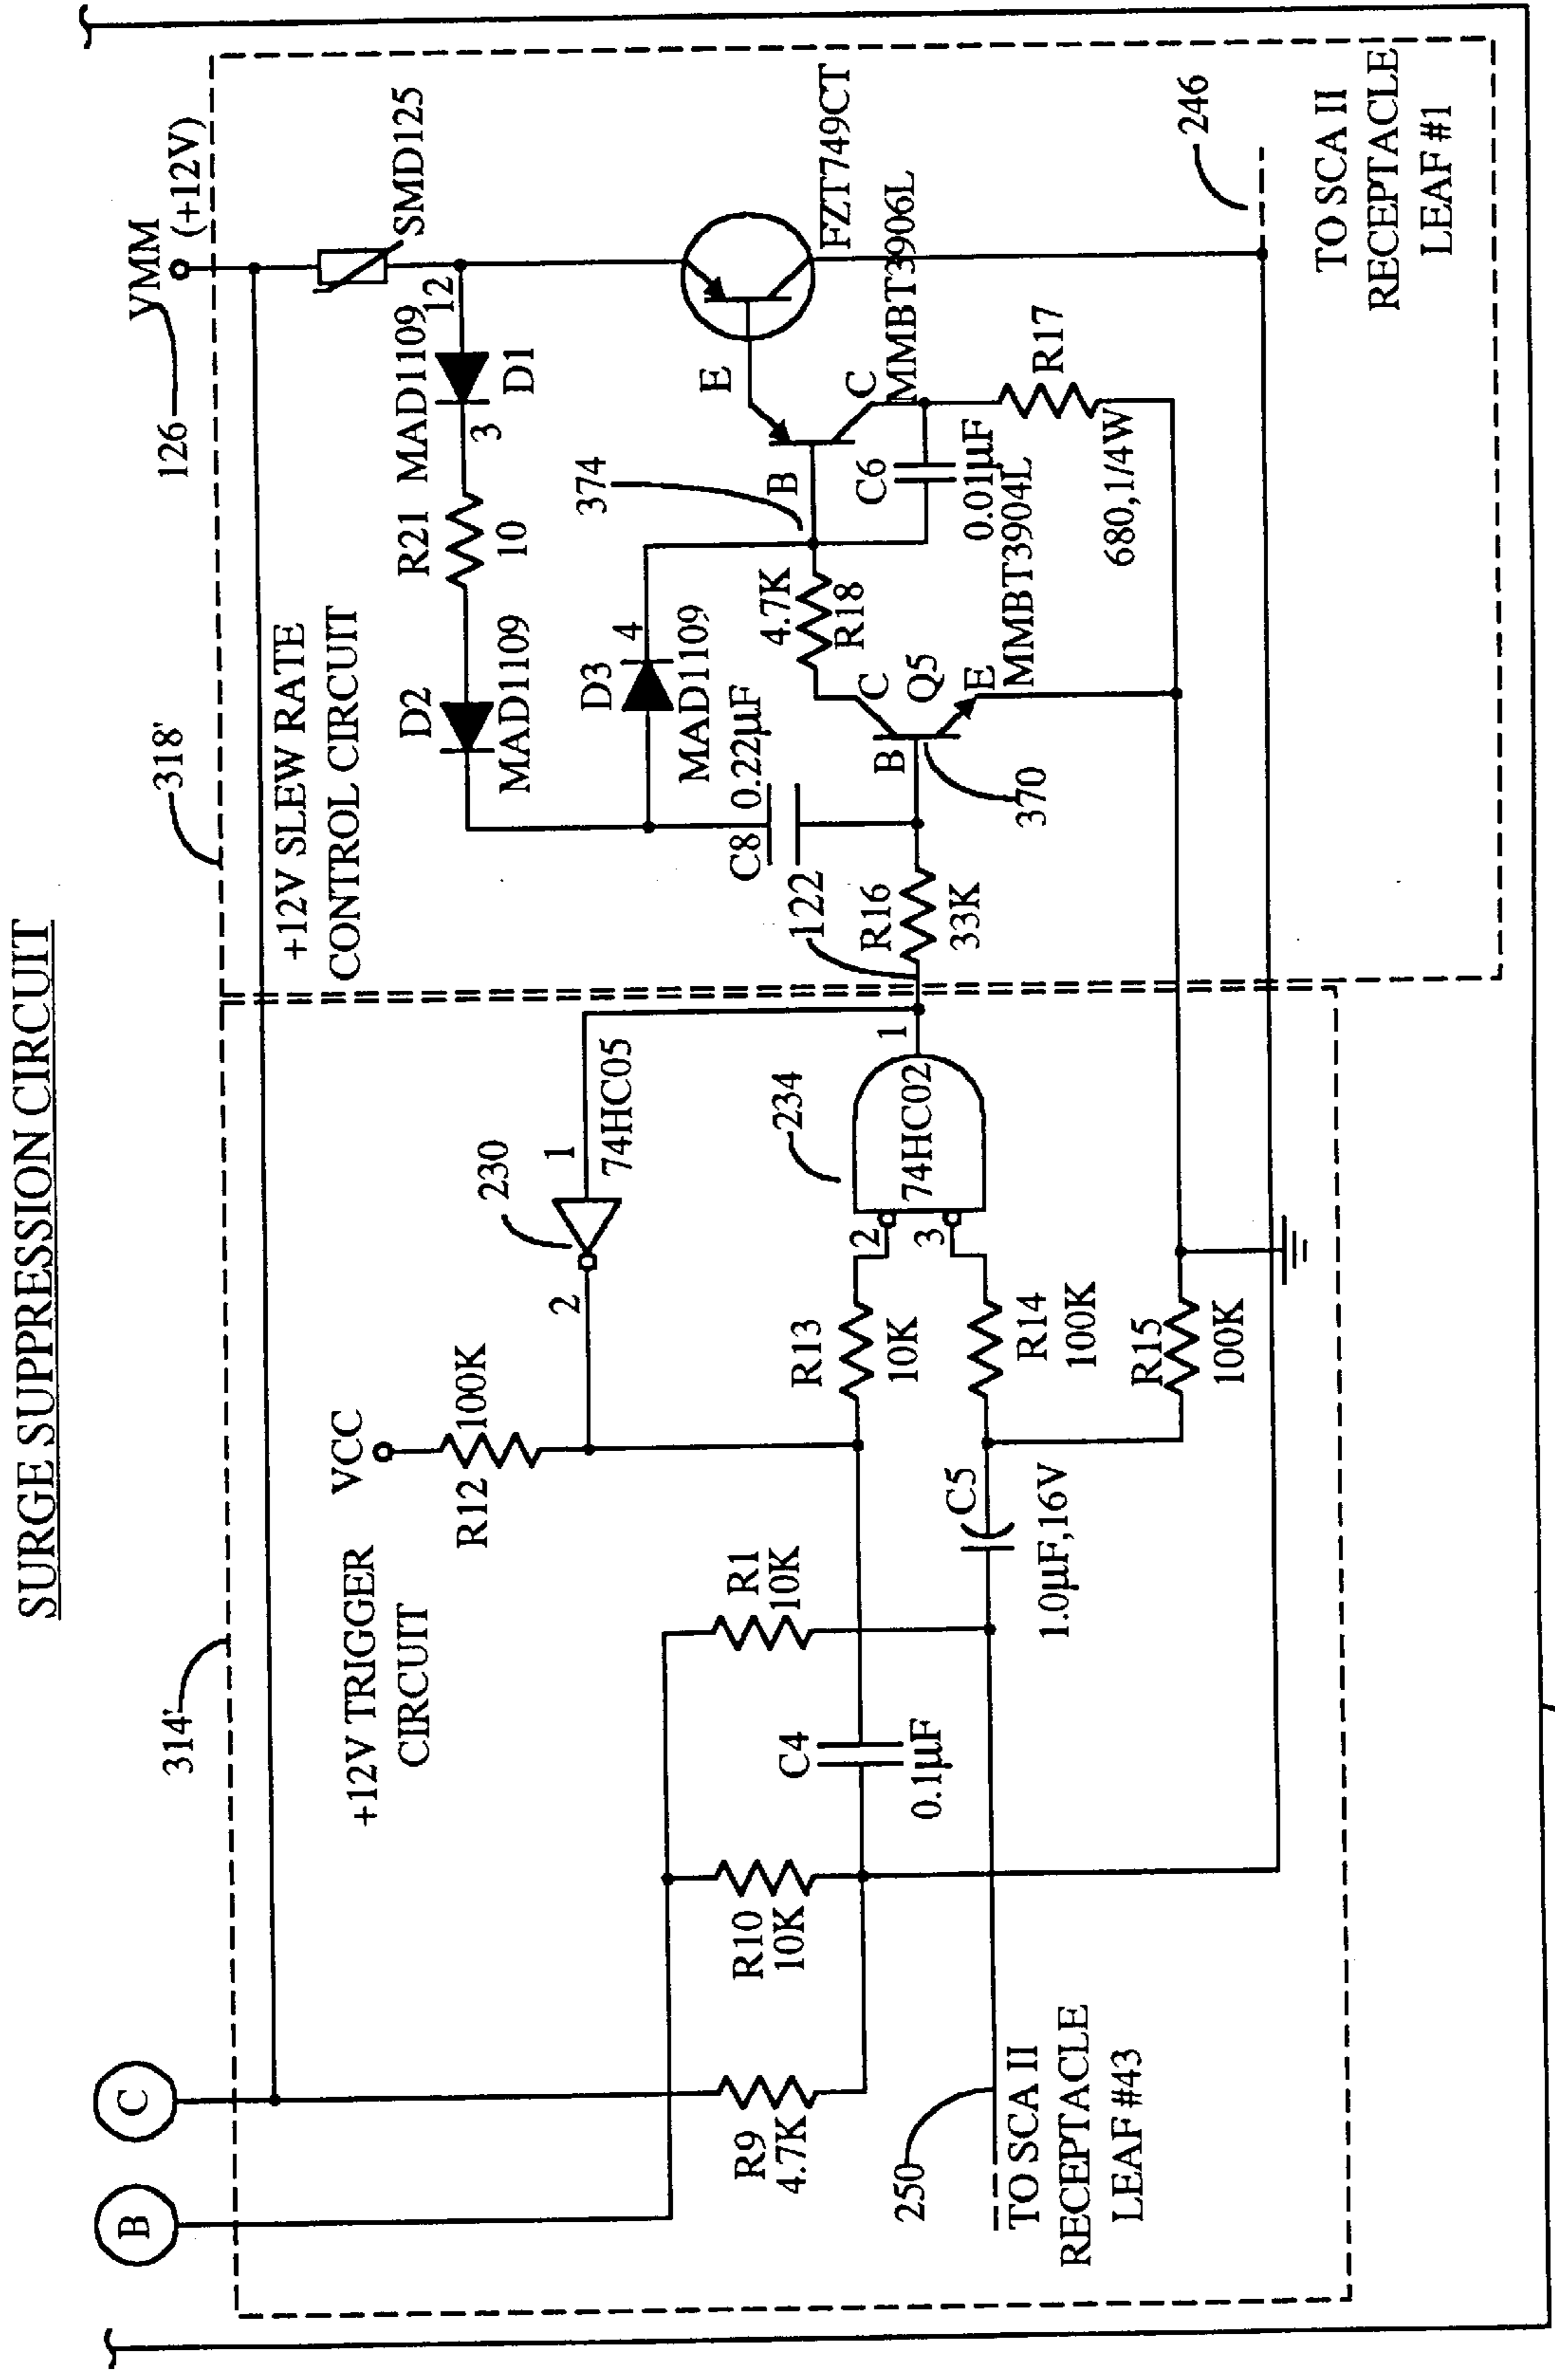 SURGE SUPPRESSION CIRCUIT
314'
318'
126
VMM
(+12V)
B
C
+12V TRIGGER
CIRCUIT
VCC
R12
100K
230
2
1
74HC05
+12V SLEW RATE
CONTROL CIRCUIT
D2
MAD1109
R21
10
MAD1109
12
3
D1
SMD125
374
D3
4
MAD1109
C8
0.22µF
122
R9
4.7K
R10
10K
R1
10K
C4
0.1µF
R13
10K
2
3
234
74HC02
1
R16
33K
B
C
Q5
E
MMBT3904L
370
4.7K
R18
B
E
C
FZT749CT
MMBT3906L
C6
0.01µF
R17
680,1/4W
C5
1.0µF,16V
R14
100K
R15
100K
250
TO SCA II
RECEPTACLE
LEAF #43
246
TO SCA II
RECEPTACLE
LEAF #1